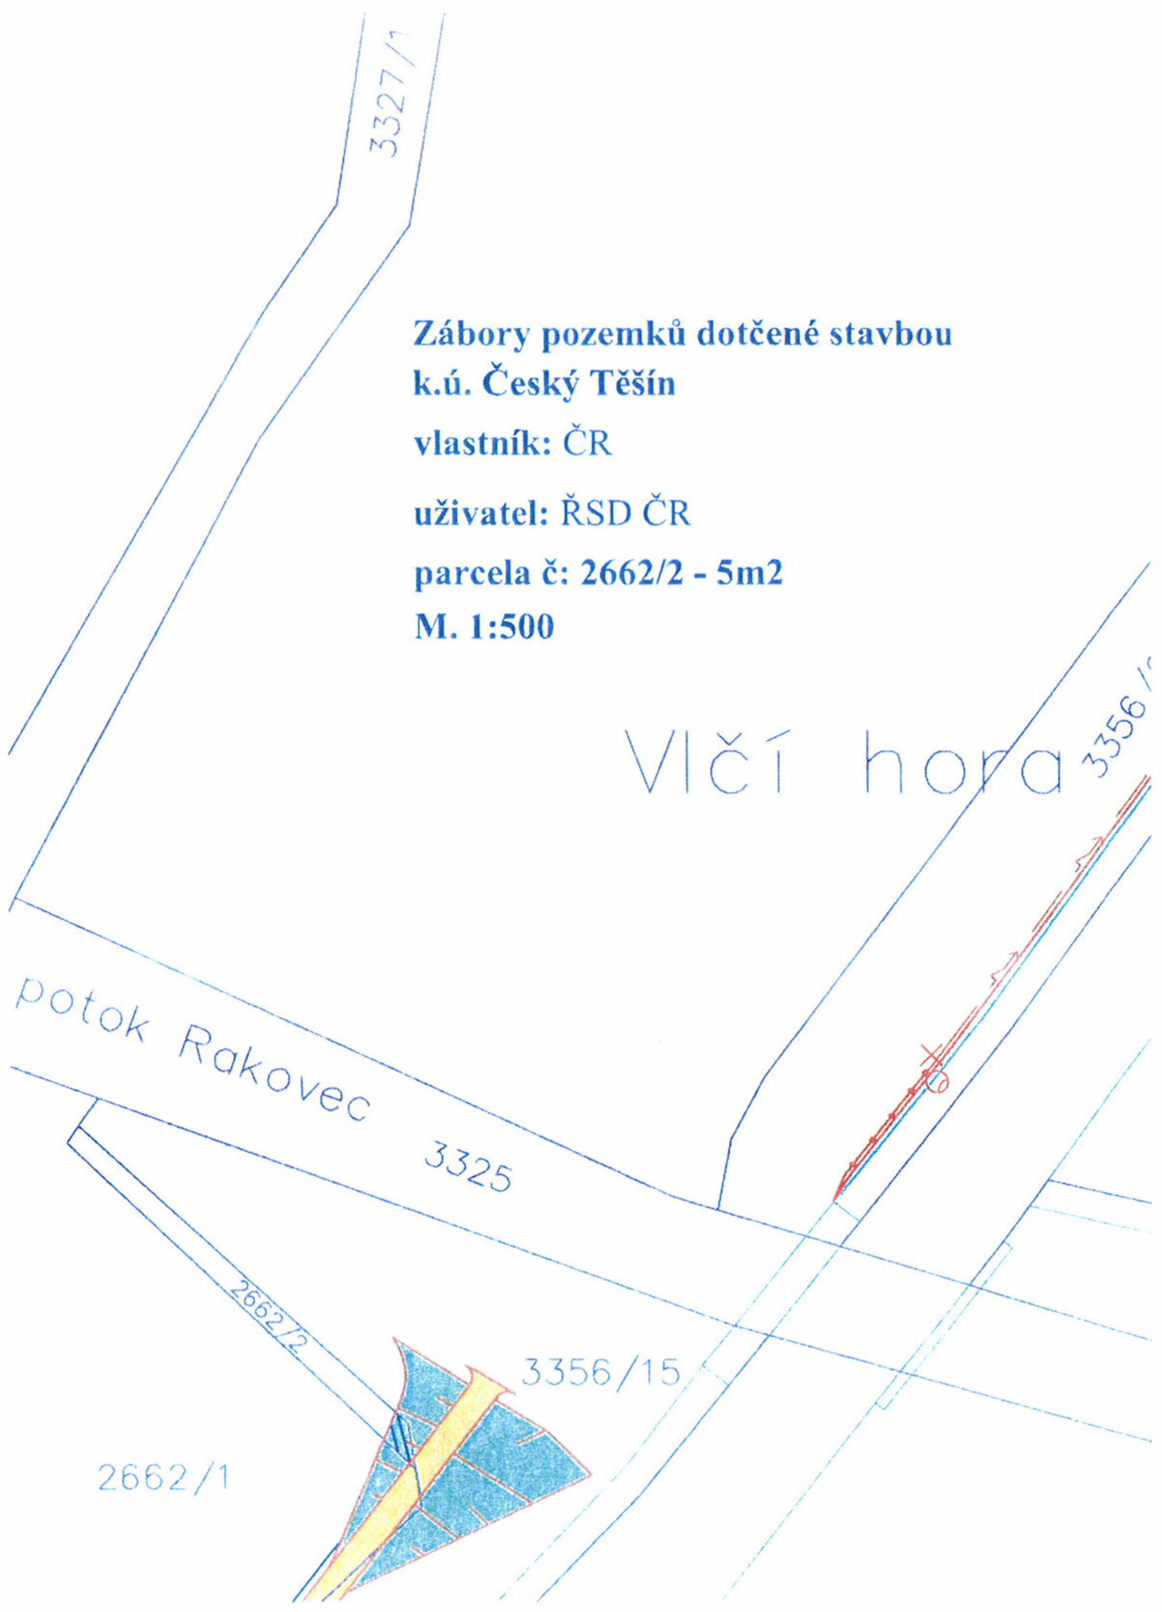 3327/1
Zábory pozemků dotčené stavbou
k.ú. Český Těšín
vlastník: ČR
uživatel: ŘSD ČR
parcela č: 2662/2 - 5m2
M. 1:500
Vlčí hora
potok Rakovec
3325
2662/2
3356/15
2662/1